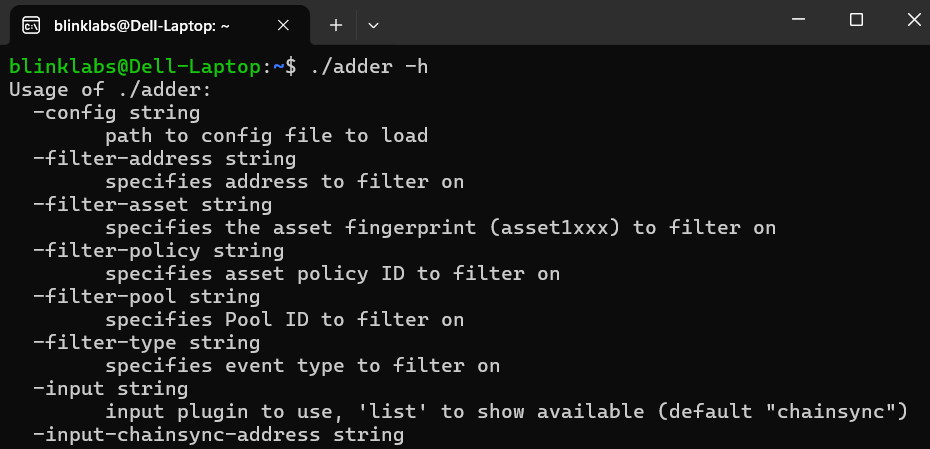 blinklabs@Dell-Laptop: ~
blinklabs@Dell-Laptop:~$ ./adder -h
Usage of ./adder:
  -config string
        path to config file to load
  -filter-address string
        specifies address to filter on
  -filter-asset string
        specifies the asset fingerprint (asset1xxx) to filter on
  -filter-policy string
        specifies asset policy ID to filter on
  -filter-pool string
        specifies Pool ID to filter on
  -filter-type string
        specifies event type to filter on
  -input string
        input plugin to use, 'list' to show available (default "chainsync")
  -input-chainsync-address string